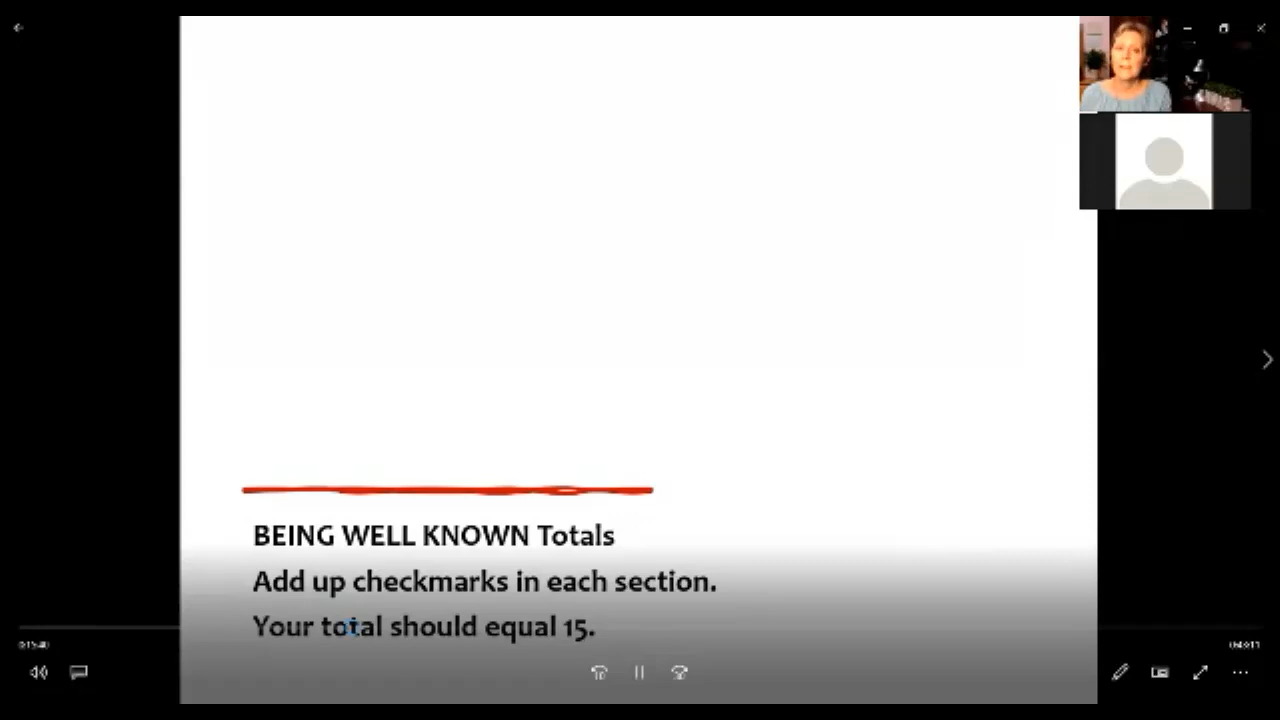 BEING WELL KNOWN Totals
Add up checkmarks in each section.
Your total should equal 15.